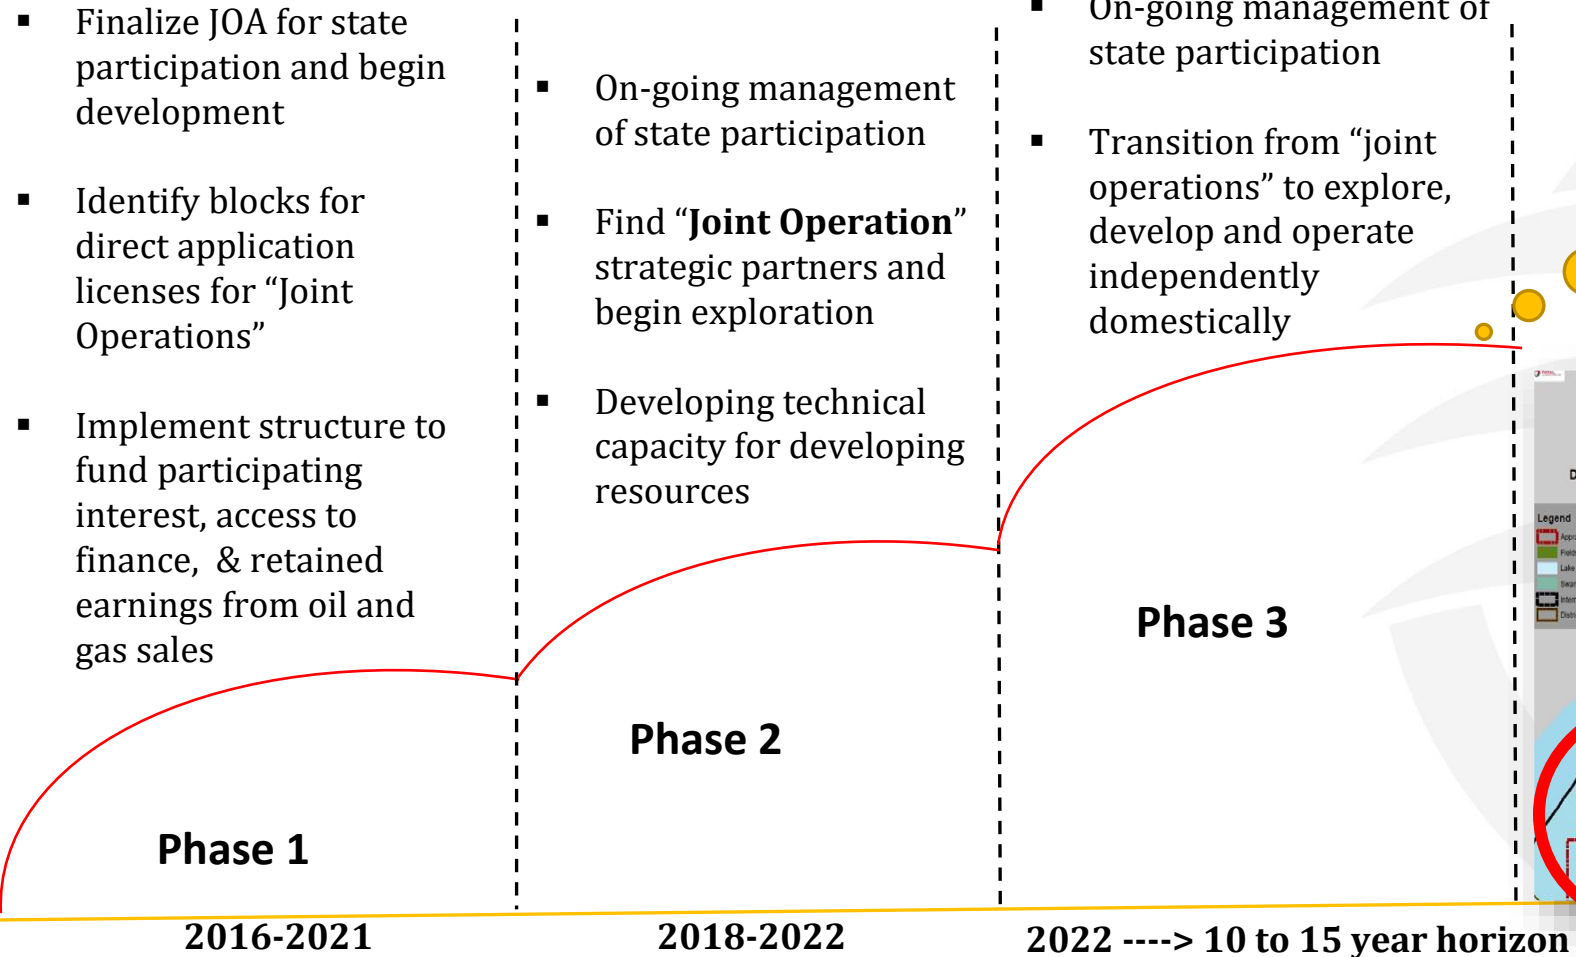 ▪ Finalize JOA for state
participation and begin
development
▪ Identify blocks for
direct application
licenses for “Joint
Operations”
▪ Implement structure to
fund participating
interest, access to
finance, & retained
earnings from oil and
gas sales
▪ On-going management
of state participation
▪ Find “Joint Operation”
strategic partners and
begin exploration
▪ Developing technical
capacity for developing
resources
▪ On-going management of
state participation
▪ Transition from “joint
operations” to explore,
develop and operate
independently
domestically
Phase 1
Phase 2
Phase 3
2016-2021
2018-2022
2022 ----> 10 to 15 year horizon
Legend
Lake